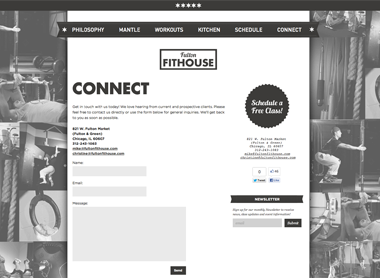 PHILOSOPHY MANTLE WORKOUTS KITCHEN SCHEDULE CONNECT
Fulton
FITHOUSE
CONNECT
Get in touch with us today! We love hearing from current and prospective clients. Please
feel free to contact us directly or use the form below for general inquiries. We'll get back
to you as soon as possible.
821 W. Fulton Market
(Fulton & Green)
Chicago, IL 60607
312-243-1063
mike@fultonfithouse.com
christine@fultonfithouse.com
Name
Email
Message
Send
Schedule a
Free Class!
821 W. Fulton Market
(Fulton & Green)
Chicago, IL 60607
312-243-1063
mike@fultonfithouse.com
christine@fultonfithouse.com
0
Tweet
NEWSLETTER
Sign up for our monthly Newsletter to receive
news, class updates and event information!
Email
Submit